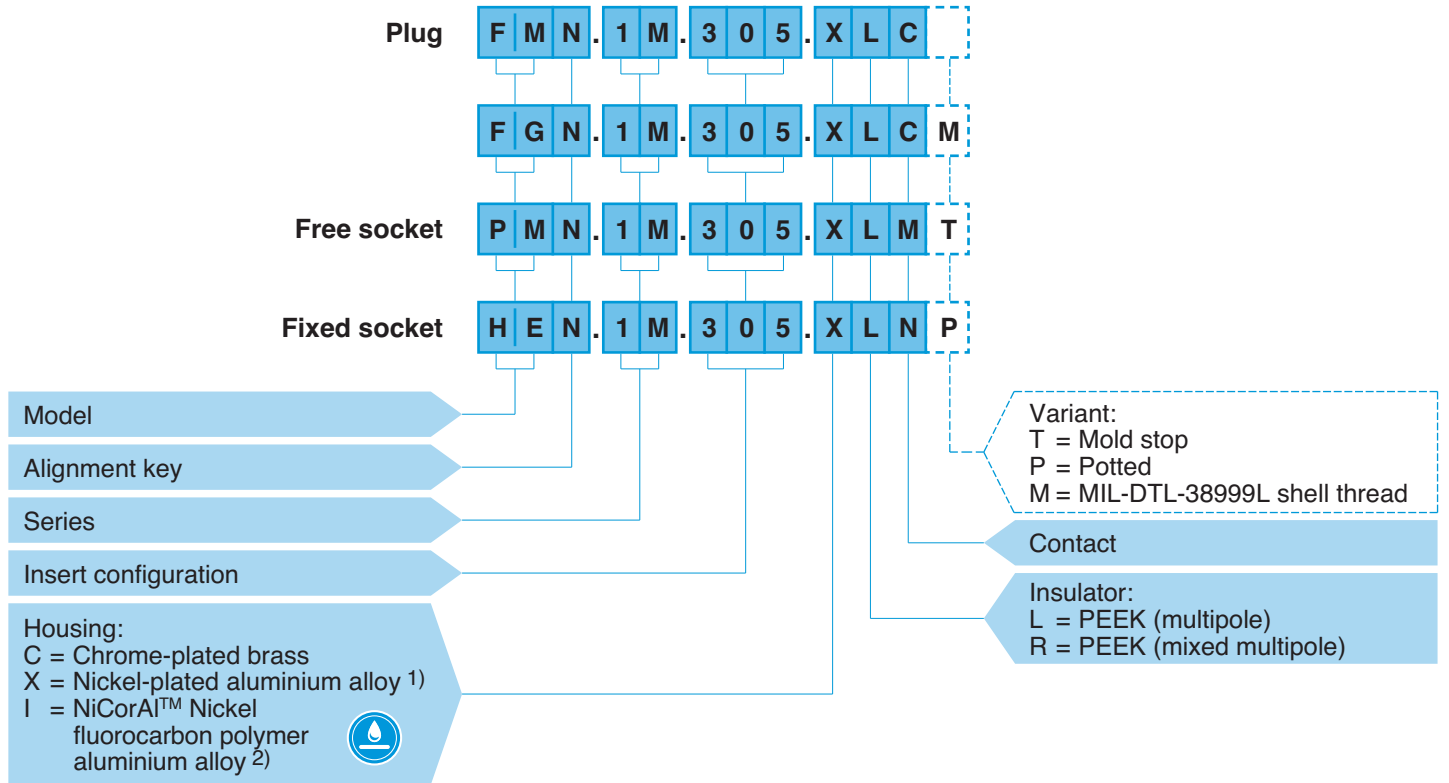 Plug F M N . 1 M . 3 0 5 . X L C
F G N . 1 M . 3 0 5 . X L C M
Free socket P M N . 1 M . 3 0 5 . X L M T
Fixed socket H E N . 1 M . 3 0 5 . X L N P
Model
Alignment key
Series
Insert configuration
Housing:
C = Chrome-plated brass
X = Nickel-plated aluminium alloy 1)
I = NiCorAl™ Nickel
fluorocarbon polymer
aluminium alloy 2)
Variant:
T = Mold stop
P = Potted
M = MIL-DTL-38999L shell thread
Contact
Insulator:
L = PEEK (multipole)
R = PEEK (mixed multipole)